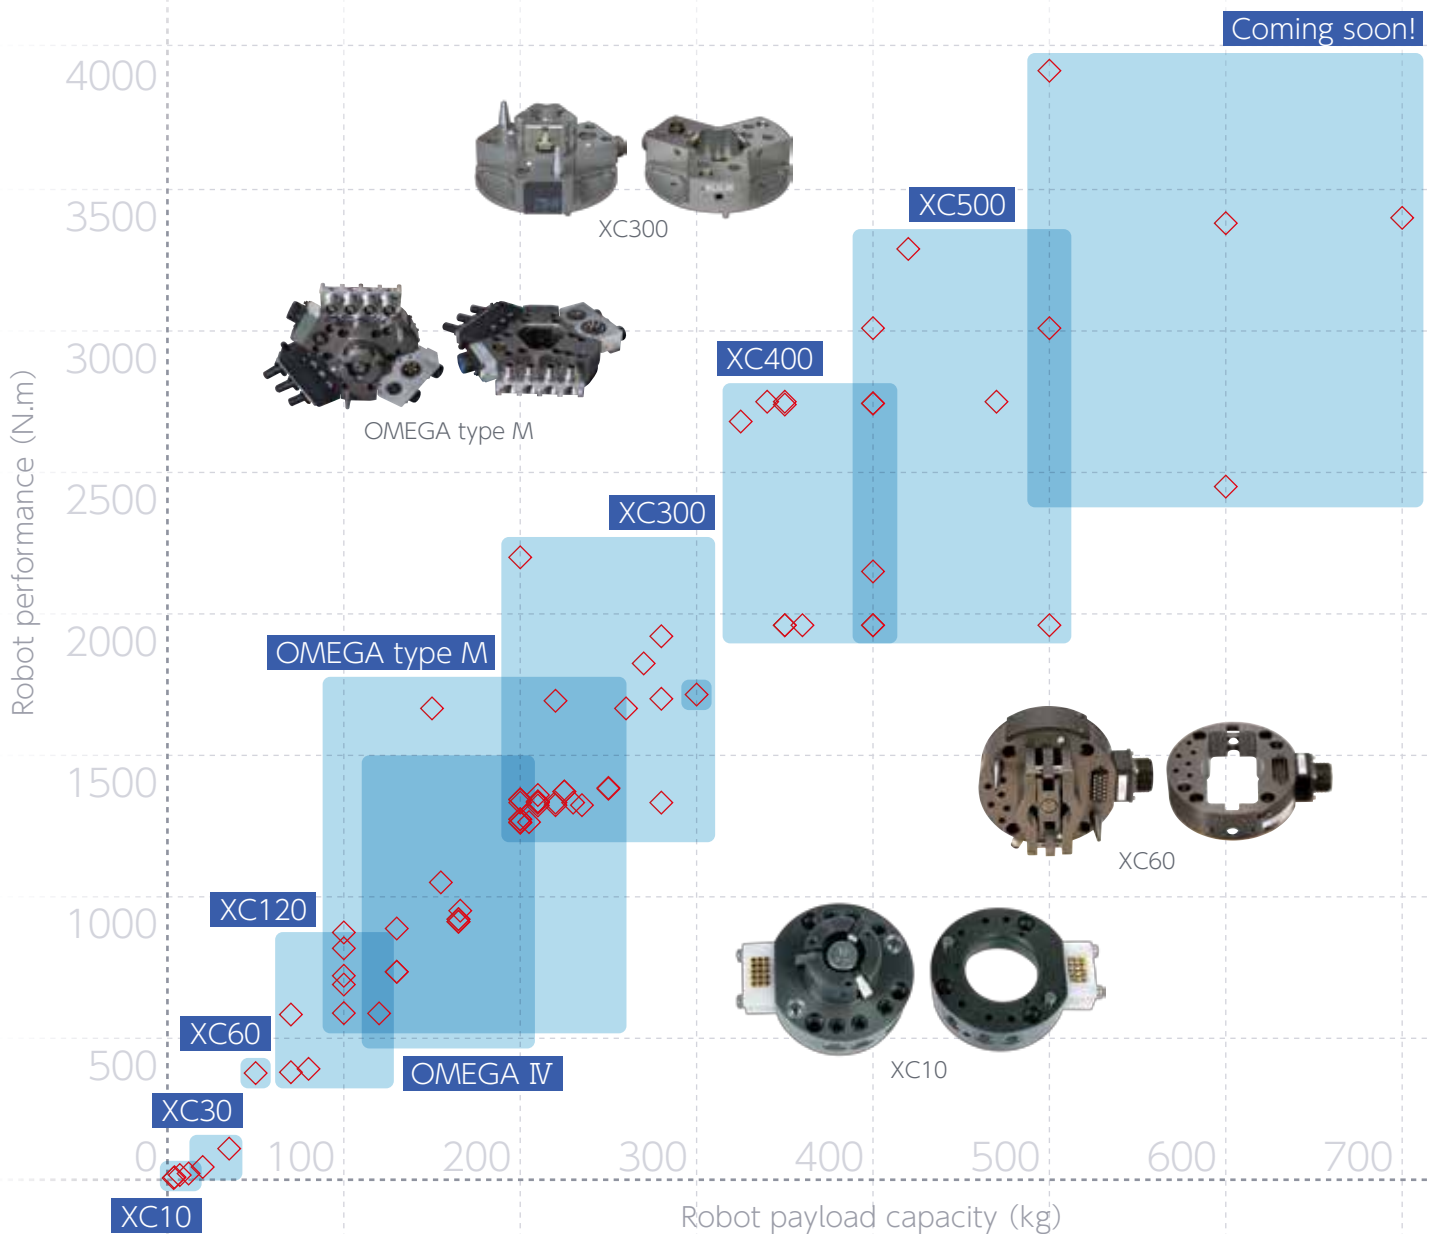 Coming soon!
4000
XC500
3500
XC300
XC400
3000
OMEGA type M
XC300
2500
OMEGA type M
2000
Robot performance (N.m)
1500
XC60
XC120
1000
XC60
OMEGA Ⅳ
XC10
500
XC30
0
100
200
300
400
500
600
700
XC10
Robot payload capacity (kg)